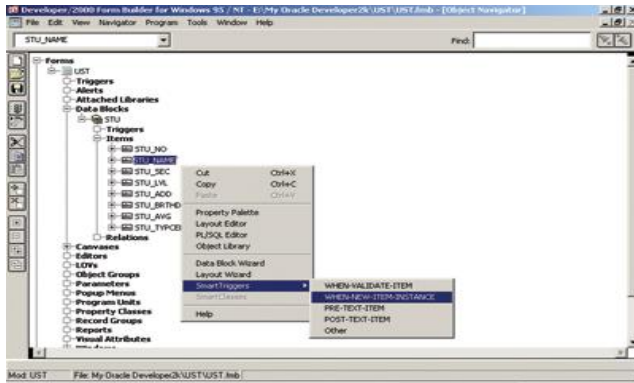 Developer/2000 Form Builder for Windows 95 / NT - E:\My Oracle Developer2k\UST\UST.fmb - [Object Navigator]
File Edit View Navigator Program Tools Window Help
STU_NAME
Find:
Forms
UST
Triggers
Alerts
Attached Libraries
Data Blocks
STU
Triggers
Items
STU_NO
STU_NAME
STU_SEC
STU_LVL
STU_ADD
STU_BRTHD
STU_AVG
STU_TYPCE
Relations
Canvases
Editors
LOVs
Object Groups
Parameters
Popup Menus
Program Units
Property Classes
Record Groups
Reports
Visual Attributes
Cut Ctrl+X
Copy Ctrl+C
Paste Ctrl+V
Property Palette
Layout Editor
PL/SQL Editor
Object Library
Data Block Wizard
Layout Wizard
SmartTriggers
SmartClasses
Help
WHEN-VALIDATE-ITEM
WHEN-NEW-ITEM-INSTANCE
PRE-TEXT-ITEM
POST-TEXT-ITEM
Other
Mod: UST File: My Oracle Developer2k\UST\UST.fmb